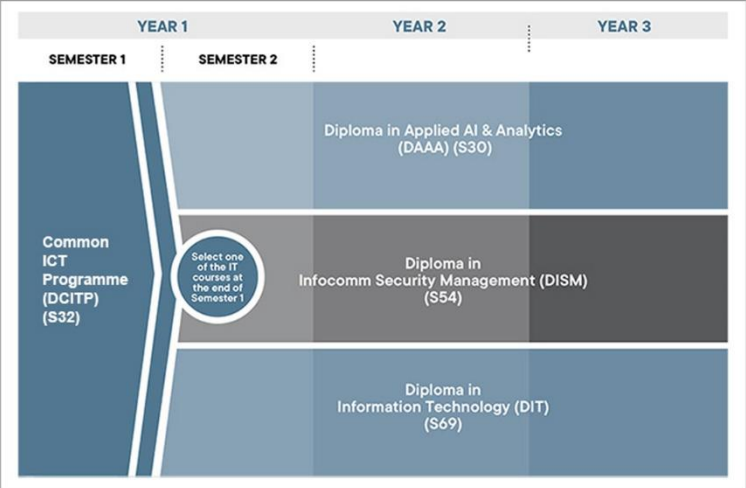 YEAR 1
YEAR 2
YEAR 3
SEMESTER 1
SEMESTER 2
Diploma in Applied AI & Analytics
(DAAA) (S30)
Common
ICT
Programme
(DCITP)
(S32)
Select one
of the IT
courses at
the end of
Semester 1
Diploma in
Infocomm Security Management (DISM)
(S54)
Diploma in
Information Technology (DIT)
(S69)